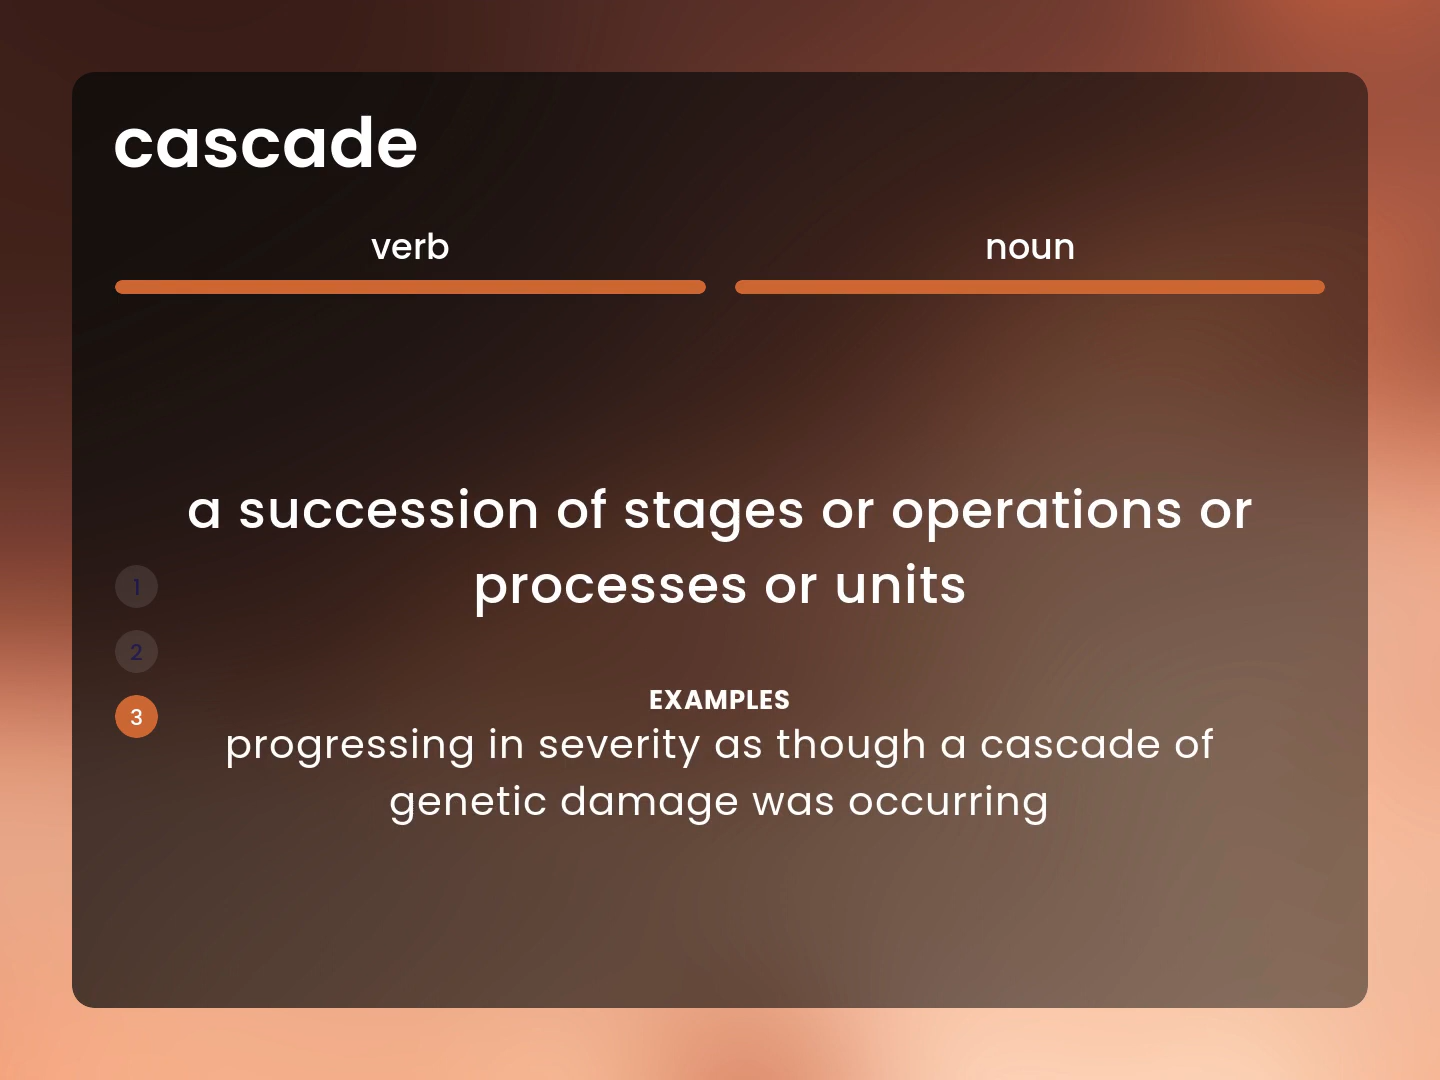 cascade
verb
noun
a succession of stages or operations or
processes or units
1
2
3
EXAMPLES
progressing in severity as though a cascade of
genetic damage was occurring